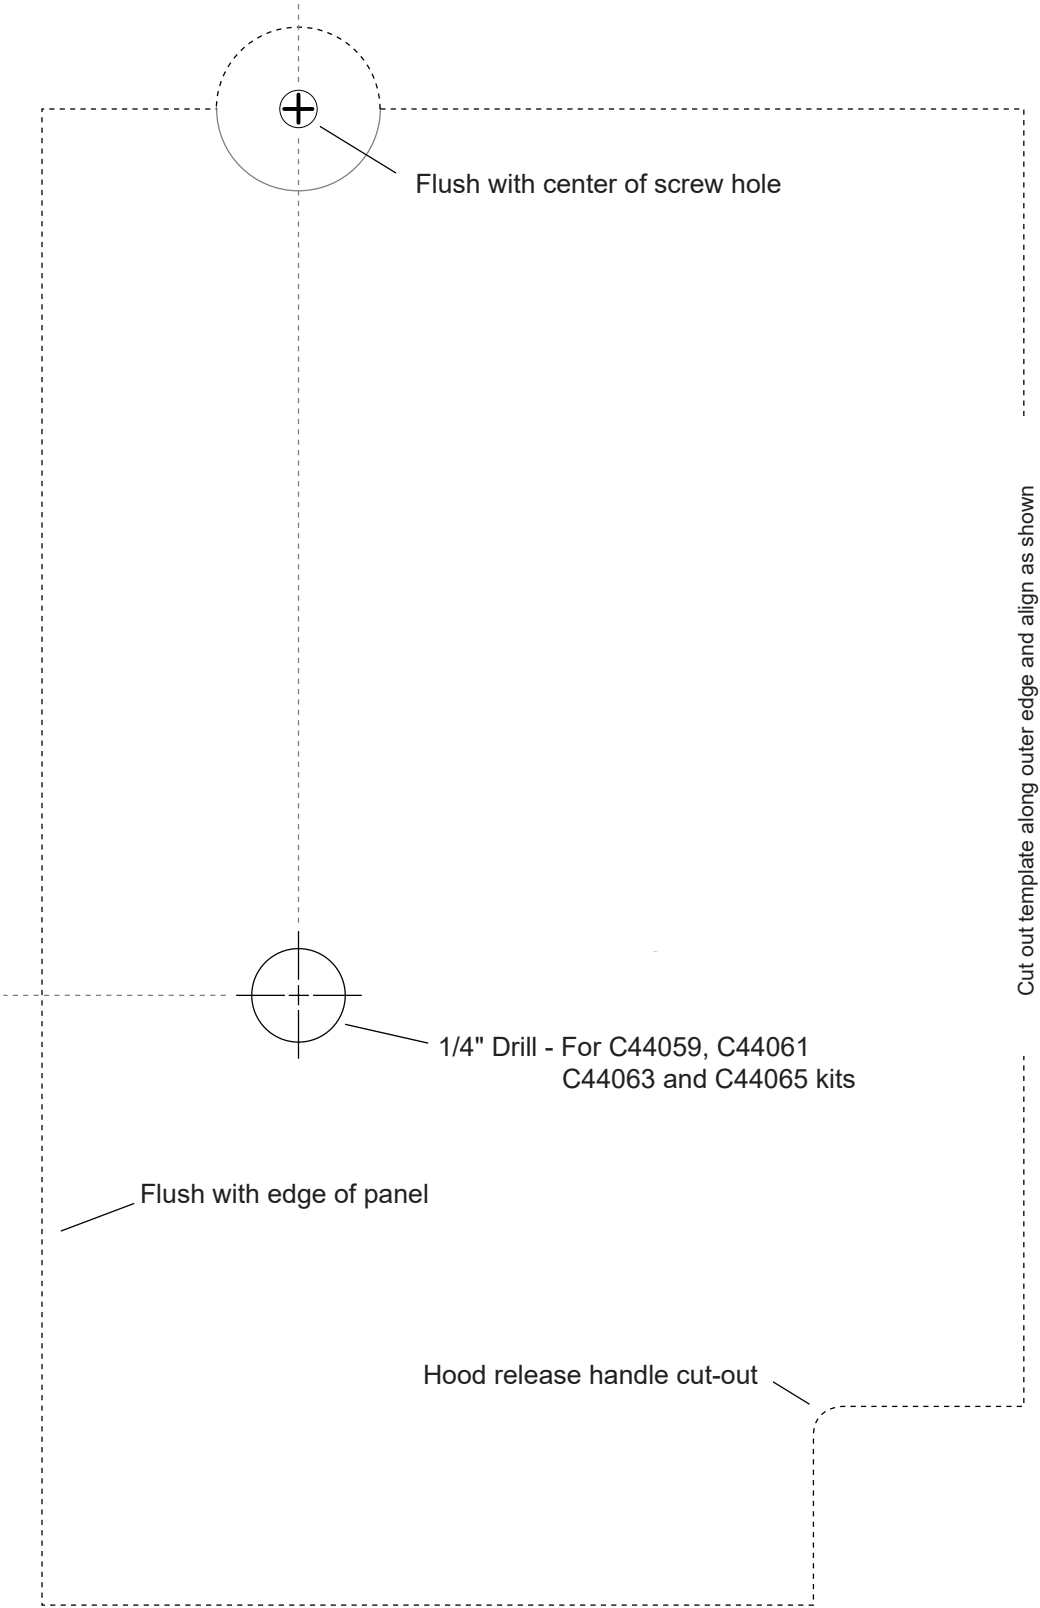 Flush with center of screw hole
Cut out template along outer edge and align as shown
1/4" Drill - For C44059, C44061
C44063 and C44065 kits
Flush with edge of panel
Hood release handle cut-out